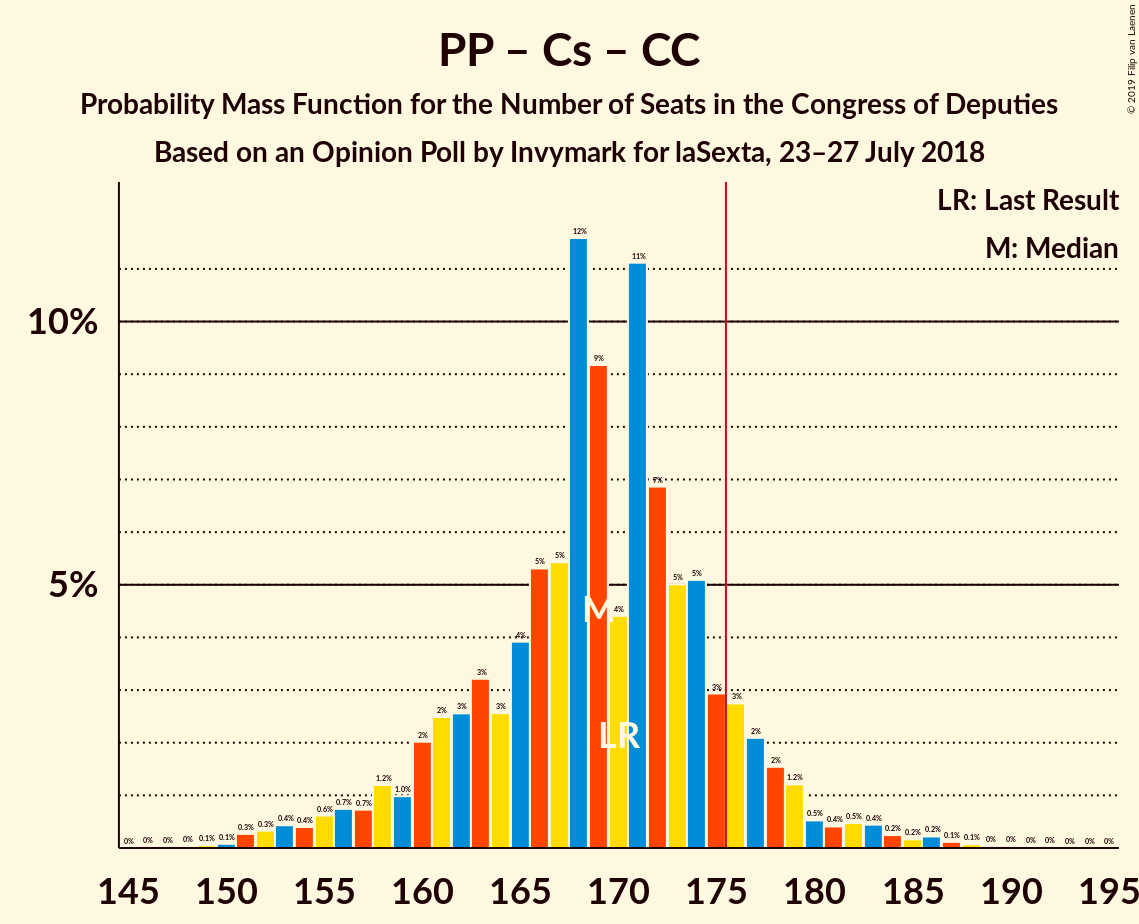 PP – Cs – CC
Probability Mass Function for the Number of Seats in the Congress of Deputies
Based on an Opinion Poll by Invymark for laSexta, 23–27 July 2018
© 2019 Filip van Laenen
LR: Last Result
M: Median
10%
5%
0% 0% 0% 0% 0.1% 0.1% 0.3% 0.3% 0.4% 0.4% 0.6% 0.7% 0.7% 1.2% 1.0% 2% 2% 3% 3% 3% 4% 5% 5% 12% 9% 4% 11% 7% 5% 5% 3% 3% 2% 2% 1.2% 0.5% 0.4% 0.5% 0.4% 0.2% 0.2% 0.2% 0.1% 0.1% 0% 0% 0% 0% 0% 0% 0%
M
LR
145 150 155 160 165 170 175 180 185 190 195